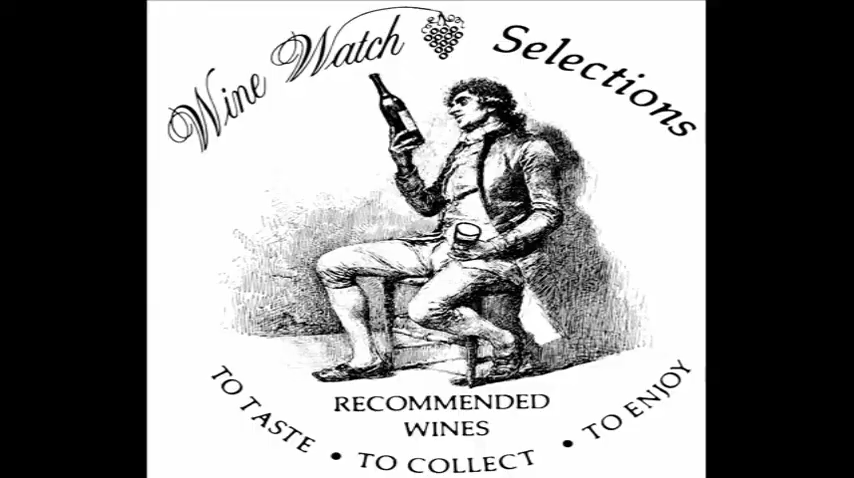 Wine Watch Selections
RECOMMENDED
WINES
TO TASTE • TO COLLECT • TO ENJOY